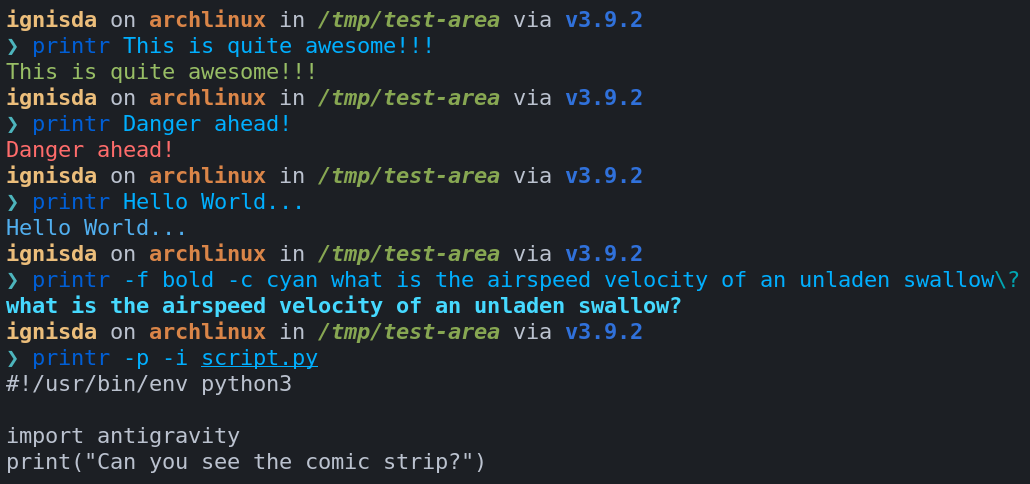 ignisda on archlinux in /tmp/test-area via v3.9.2
❯ printr This is quite awesome!!!
This is quite awesome!!!
ignisda on archlinux in /tmp/test-area via v3.9.2
❯ printr Danger ahead!
Danger ahead!
ignisda on archlinux in /tmp/test-area via v3.9.2
❯ printr Hello World...
Hello World...
ignisda on archlinux in /tmp/test-area via v3.9.2
❯ printr -f bold -c cyan what is the airspeed velocity of an unladen swallow\?
what is the airspeed velocity of an unladen swallow?
ignisda on archlinux in /tmp/test-area via v3.9.2
❯ printr -p -i script.py
#!/usr/bin/env python3

import antigravity
print("Can you see the comic strip?")